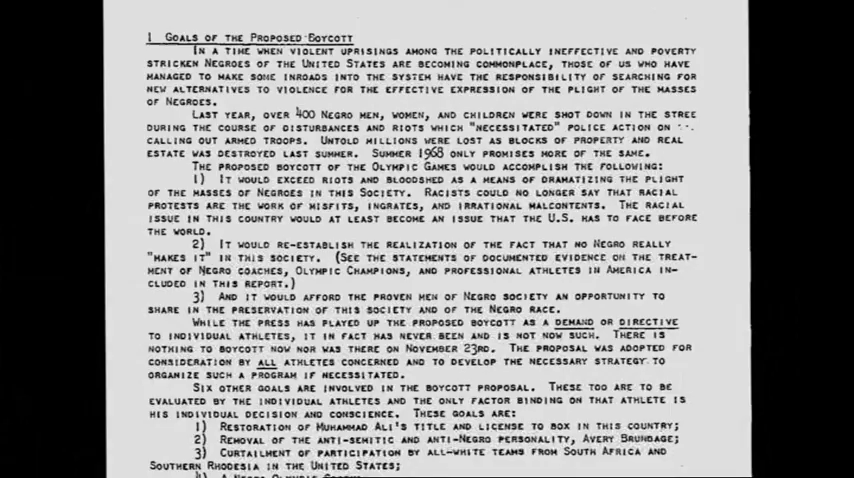 1 GOALS OF THE PROPOSED BOYCOTT
IN A TIME WHEN VIOLENT UPRISINGS AMONG THE POLITICALLY INEFFECTIVE AND POVERTY
STRICKEN NEGROES OF THE UNITED STATES ARE BECOMING COMMONPLACE, THOSE OF US WHO HAVE
MANAGED TO MAKE SOME INROADS INTO THE SYSTEM HAVE THE RESPONSIBILITY OF SEARCHING FOR
NEW ALTERNATIVES TO VIOLENCE FOR THE EFFECTIVE EXPRESSION OF THE PLIGHT OF THE MASSES
OF NEGROES.
LAST YEAR, OVER 400 NEGRO MEN, WOMEN, AND CHILDREN WERE SHOT DOWN IN THE STREE
DURING THE COURSE OF DISTURBANCES AND RIOTS WHICH "NECESSITATED" POLICE ACTION ON
CALLING OUT ARMED TROOPS. UNTOLD MILLIONS WERE LOST AS BLOCKS OF PROPERTY AND REAL
ESTATE WAS DESTROYED LAST SUMMER. SUMMER 1968 ONLY PROMISES MORE OF THE SAME.
THE PROPOSED BOYCOTT OF THE OLYMPIC GAMES WOULD ACCOMPLISH THE FOLLOWING:
1) IT WOULD EXCEED RIOTS AND BLOODSHED AS A MEANS OF DRAMATIZING THE PLIGHT
OF THE MASSES OF NEGROES IN THIS SOCIETY. RACISTS COULD NO LONGER SAY THAT RACIAL
PROTESTS ARE THE WORK OF MISFITS, INGRATES, AND IRRATIONAL MALCONTENTS. THE RACIAL
ISSUE IN THIS COUNTRY WOULD AT LEAST BECOME AN ISSUE THAT THE U.S. HAS TO FACE BEFORE
THE WORLD.
2) IT WOULD RE-ESTABLISH THE REALIZATION OF THE FACT THAT NO NEGRO REALLY
"MAKES IT" IN THIS SOCIETY. (SEE THE STATEMENTS OF DOCUMENTED EVIDENCE ON THE TREAT-
MENT OF NEGRO COACHES, OLYMPIC CHAMPIONS, AND PROFESSIONAL ATHLETES IN AMERICA IN-
CLUDED IN THIS REPORT.)
3) AND IT WOULD AFFORD THE PROVEN MEN OF NEGRO SOCIETY AN OPPORTUNITY TO
SHARE IN THE PRESERVATION OF THIS SOCIETY AND OF THE NEGRO RACE.
WHILE THE PRESS HAS PLAYED UP THE PROPOSED BOYCOTT AS A DEMAND OR DIRECTIVE
TO INDIVIDUAL ATHLETES, IT IN FACT HAS NEVER BEEN AND IS NOT NOW SUCH. THERE IS
NOTHING TO BOYCOTT NOW NOR WAS THERE ON NOVEMBER 23RD. THE PROPOSAL WAS ADOPTED FOR
CONSIDERATION BY ALL ATHLETES CONCERNED AND TO DEVELOP THE NECESSARY STRATEGY TO
ORGANIZE SUCH A PROGRAM IF NECESSITATED.
SIX OTHER GOALS ARE INVOLVED IN THE BOYCOTT PROPOSAL. THESE TOO ARE TO BE
EVALUATED BY THE INDIVIDUAL ATHLETES AND THE ONLY FACTOR BINDING ON THAT ATHLETE IS
HIS INDIVIDUAL DECISION AND CONSCIENCE. THESE GOALS ARE:
1) RESTORATION OF MUHAMMAD ALI'S TITLE AND LICENSE TO BOX IN THIS COUNTRY;
2) REMOVAL OF THE ANTI-SEMITIC AND ANTI-NEGRO PERSONALITY, AVERY BRUNDAGE;
3) CURTAILMENT OF PARTICIPATION BY ALL-WHITE TEAMS FROM SOUTH AFRICA AND
SOUTHERN RHODESIA IN THE UNITED STATES;